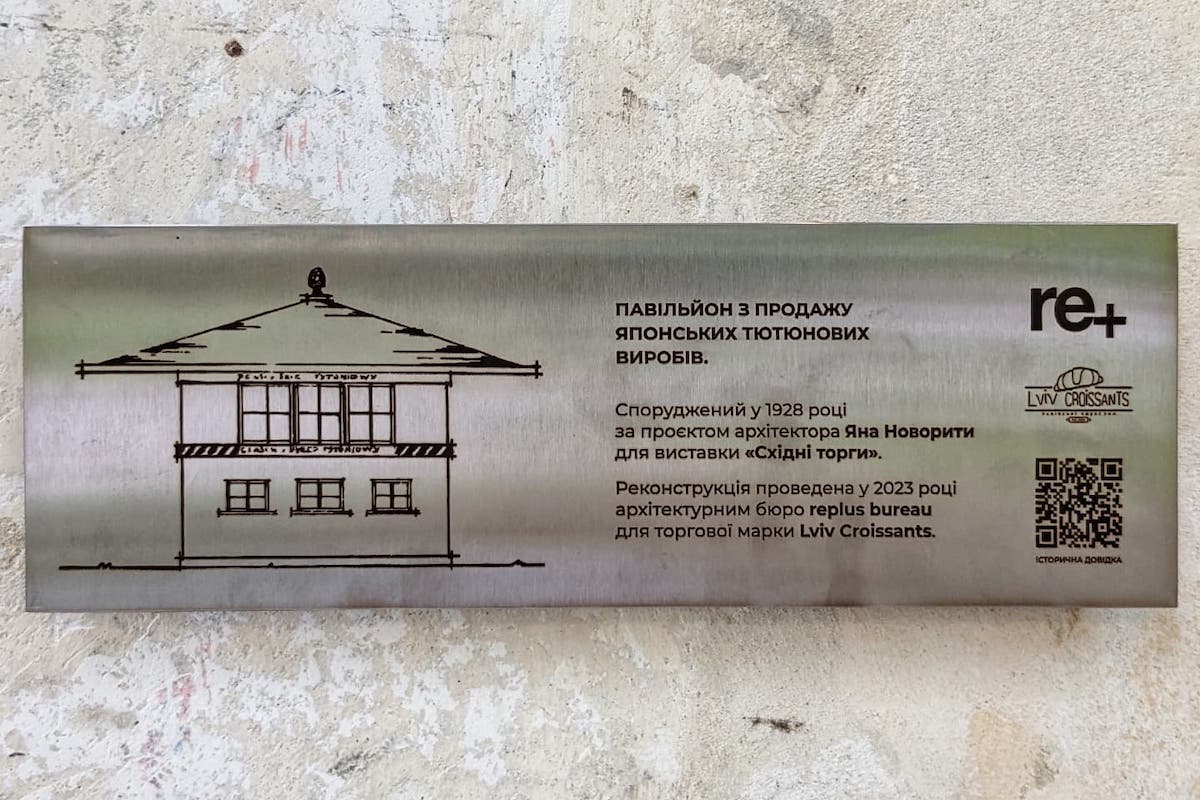 ПАВІЛЬЙОН З ПРОДАЖУ
ЯПОНСЬКИХ ТЮТЮНОВИХ
ВИРОБІВ.
Споруджений у 1928 році
за проєктом архітектора Яна Новорити
для виставки «Східні торги».
Реконструкція проведена у 2023 році
архітектурним бюро replus bureau
для торгової марки Lviv Croissants.
re+
LVIV CROISSANTS
ІСТОРИЧНА ДОВІДКА